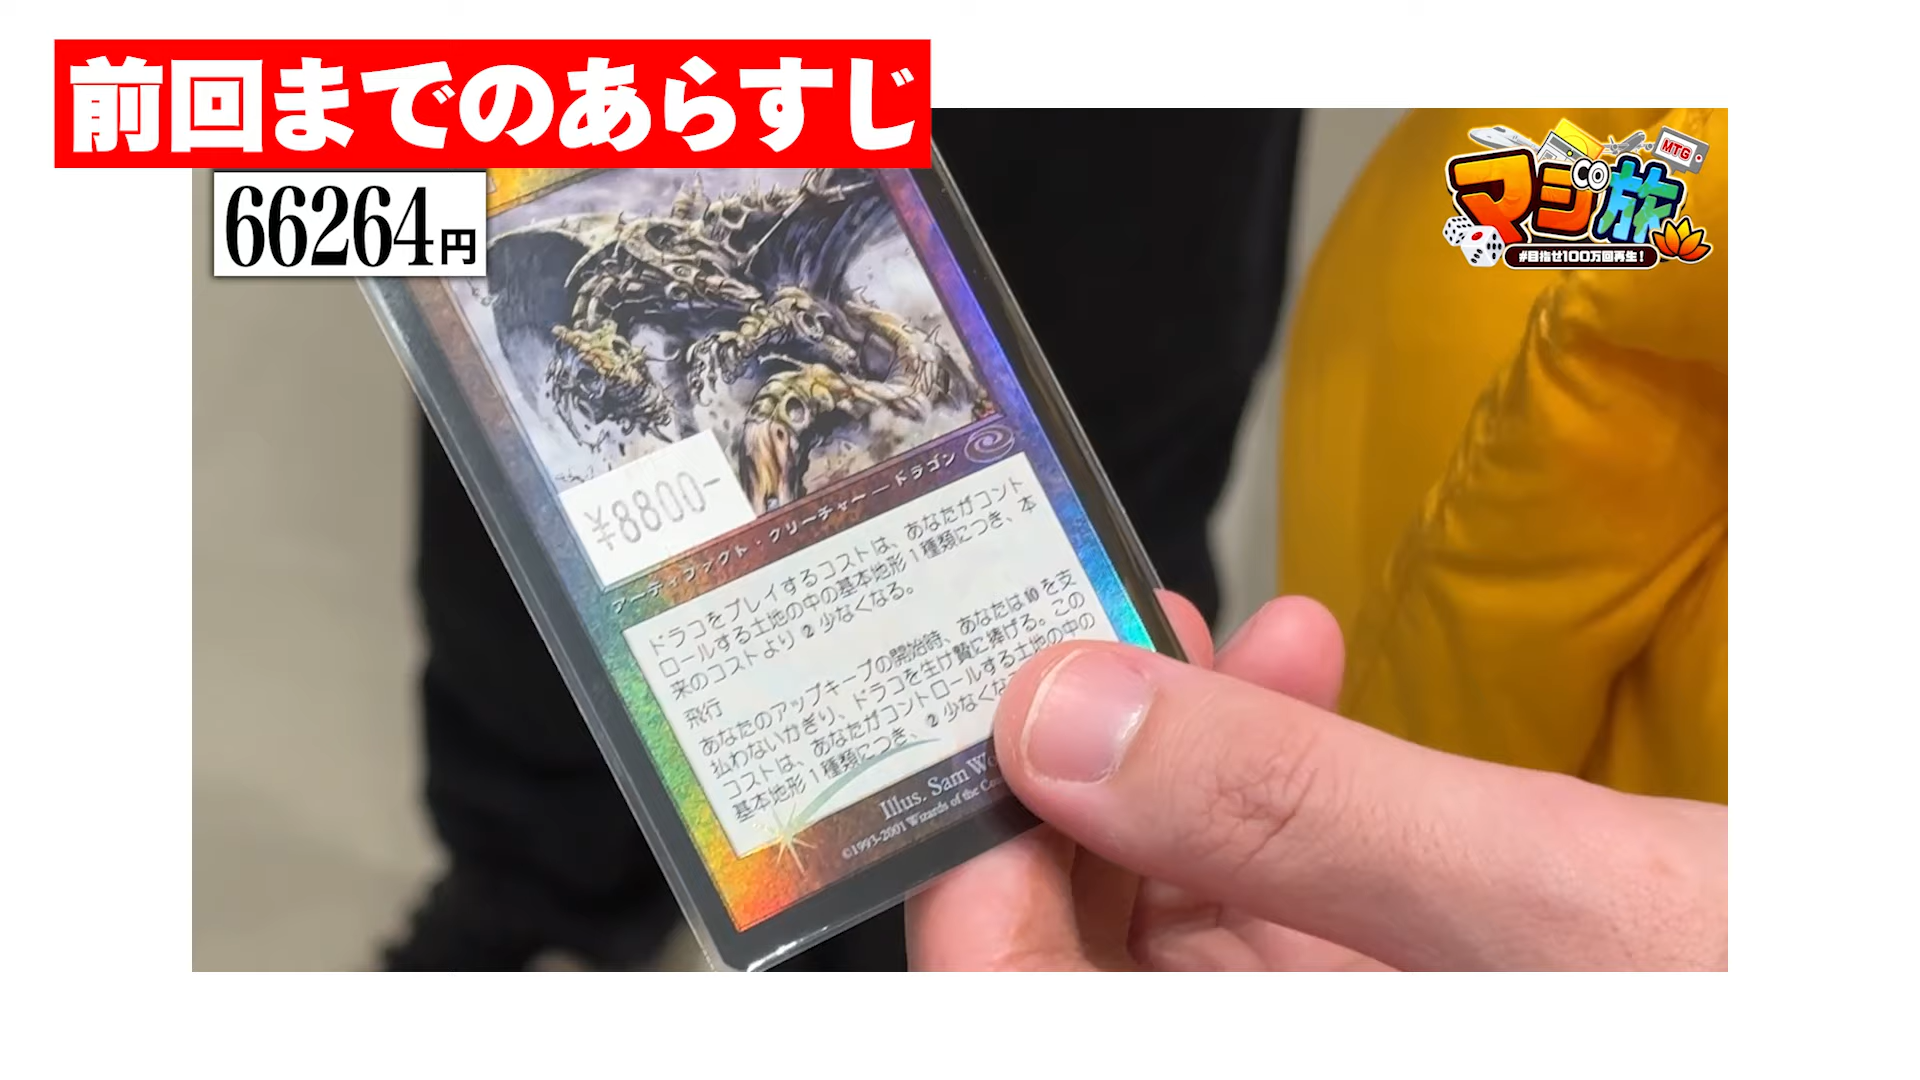 前回までのあらすじ
66264円
MTG
マジco旅
#目指せ100万回再生!
¥8800-
アーティファクト・クリーチャー ― ドラゴン
ドラコをプレイするコストは、あなたがコント
ロールする土地の中の基本地形1種類につき、本
来のコストより②少なくなる。
飛行
あなたのアップキープの開始時、あなたは⑩を支
払わないかぎり、ドラコを生け贄に捧げる。この
コストは、あなたがコントロールする土地の中の
基本地形1種類につき、②少なくな
Illus. Sam Wo
©1993-2001 Wizards of the Coa